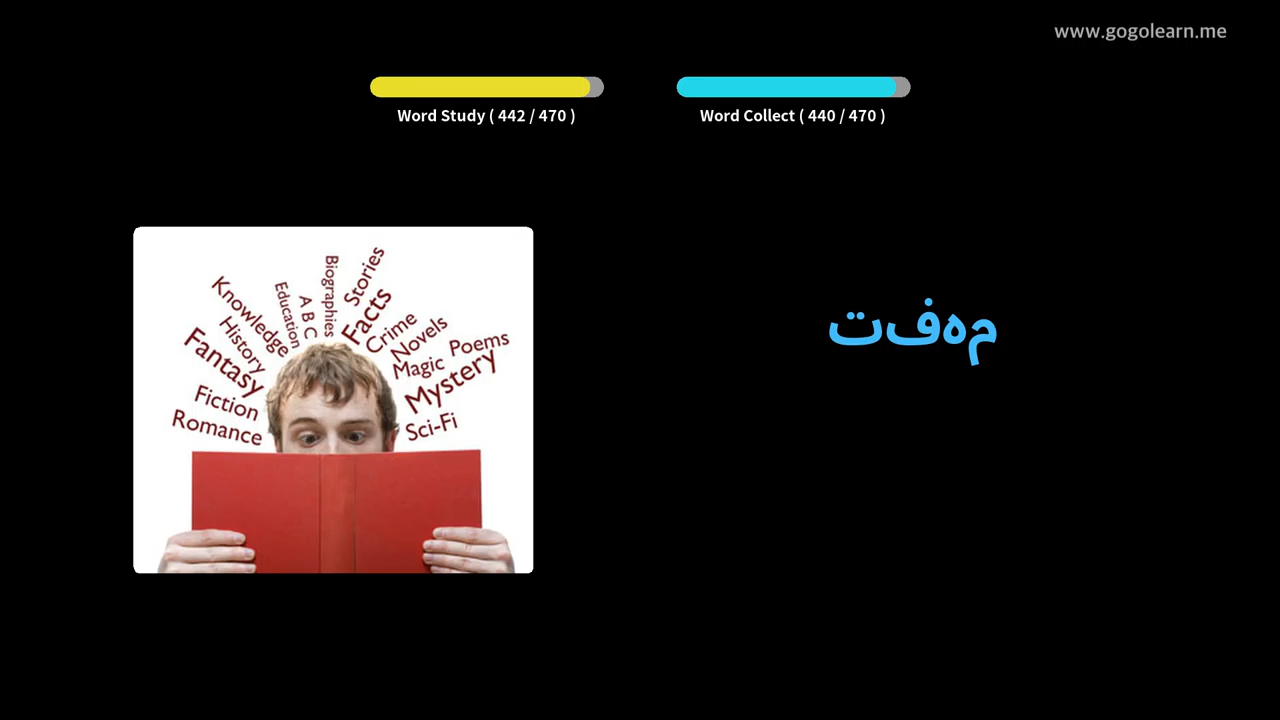 www.gogolearn.me
Word Study ( 442 / 470 )
Word Collect ( 440 / 470 )
Biographies
Stories
Education
A B C
Facts
Knowledge
Crime
History
Novels
Fantasy
Magic
Poems
Mystery
Fiction
Romance
Sci-Fi
مهفت